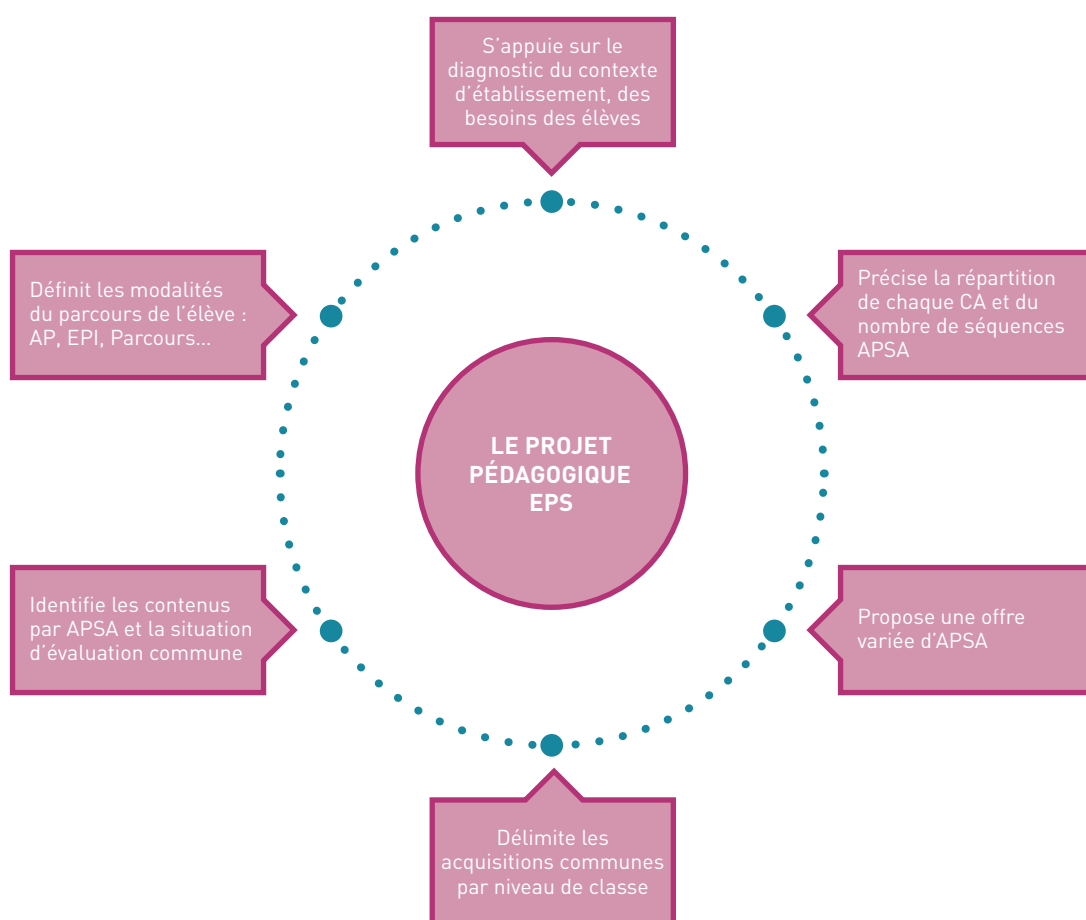 S’appuie sur le
diagnostic du contexte
d’établissement, des
besoins des élèves
Définit les modalités
du parcours de l’élève :
AP, EPI, Parcours...
Précise la répartition
de chaque CA et du
nombre de séquences
APSA
LE PROJET
PÉDAGOGIQUE
EPS
Identifie les contenus
par APSA et la situation
d’évaluation commune
Propose une offre
variée d’APSA
Délimite les
acquisitions communes
par niveau de classe